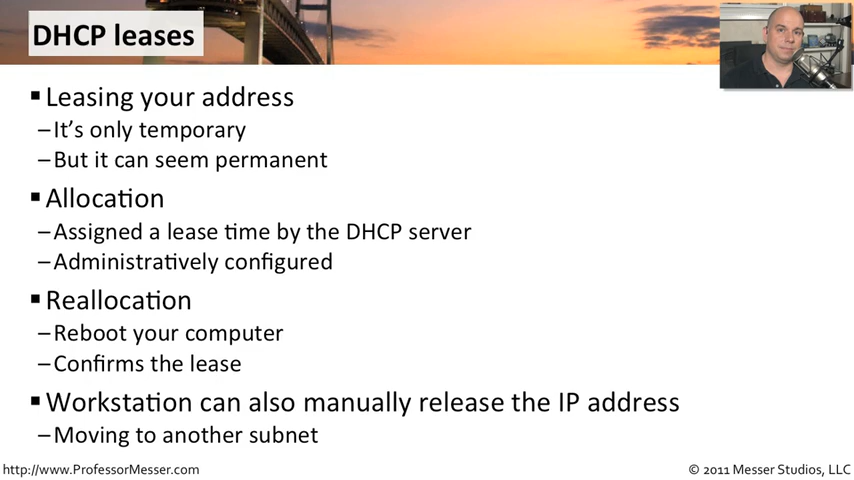 DHCP leases
▪Leasing your address
–It's only temporary
–But it can seem permanent
▪Allocation
–Assigned a lease time by the DHCP server
–Administratively configured
▪Reallocation
–Reboot your computer
–Confirms the lease
▪Workstation can also manually release the IP address
–Moving to another subnet
http://www.ProfessorMesser.com
© 2011 Messer Studios, LLC